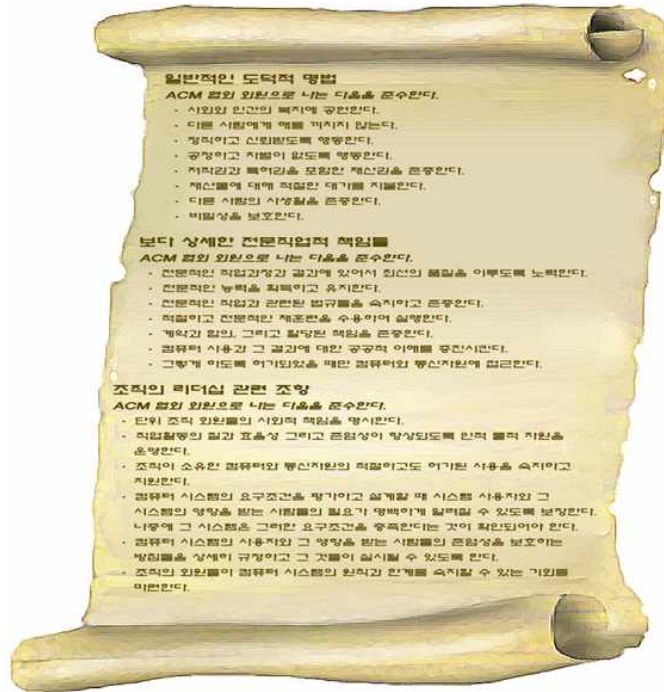 일반적인 도덕적 명법
ACM 협회 회원으로 나는 다음을 준수한다.
- 사회와 인간의 복지에 공헌한다.
- 다른 사람에게 해를 끼치지 않는다.
- 정직하고 신뢰받도록 행동한다.
- 공정하고 차별이 없도록 행동한다.
- 저작권과 특허권을 포함한 재산권을 존중한다.
- 재산물에 대해 적절한 대가를 지불한다.
- 다른 사람의 사생활을 존중한다.
- 비밀성을 보호한다.
보다 상세한 전문직업적 책임들
ACM 협회 회원으로 나는 다음을 준수한다.
- 전문적인 작업과정과 결과에 있어서 최선의 품질을 이루도록 노력한다.
- 전문적인 능력을 획득하고 유지한다.
- 전문적인 작업과 관련된 법규들을 숙지하고 존중한다.
- 적절하고 전문적인 재훈련을 수용하여 실행한다.
- 계약과 합의, 그리고 할당된 책임을 존중한다.
- 컴퓨터 사용과 그 결과에 대한 공공적 이해를 증진시킨다.
- 그렇게 하도록 허가되었을 때만 컴퓨터와 통신자원에 접근한다.
조직의 리더십 관련 조항
ACM 협회 회원으로 나는 다음을 준수한다.
- 단위 조직 회원들의 사회적 책임을 명시한다.
- 직업활동의 질과 효율성 그리고 존엄성이 향상되도록 인적 물적 자원을
운영한다.
- 조직이 소유한 컴퓨터와 통신자원의 적절하고도 허가된 사용을 숙지하고
지원한다.
- 컴퓨터 시스템의 요구조건을 평가하고 설계할 때 시스템 사용자와 그
시스템의 영향을 받는 사람들의 필요가 명백하게 알려질 수 있도록 보장한다.
나중에 그 시스템은 그러한 요구조건을 충족한다는 것이 확인되어야 한다.
- 컴퓨터 시스템의 사용자와 그 영향을 받는 사람들의 존엄성을 보호하는
방침들을 상세히 규정하고 그 것들이 실시될 수 있도록 한다.
- 조직의 회원들이 컴퓨터 시스템의 원칙과 한계를 숙지할 수 있는 기회를
마련한다.